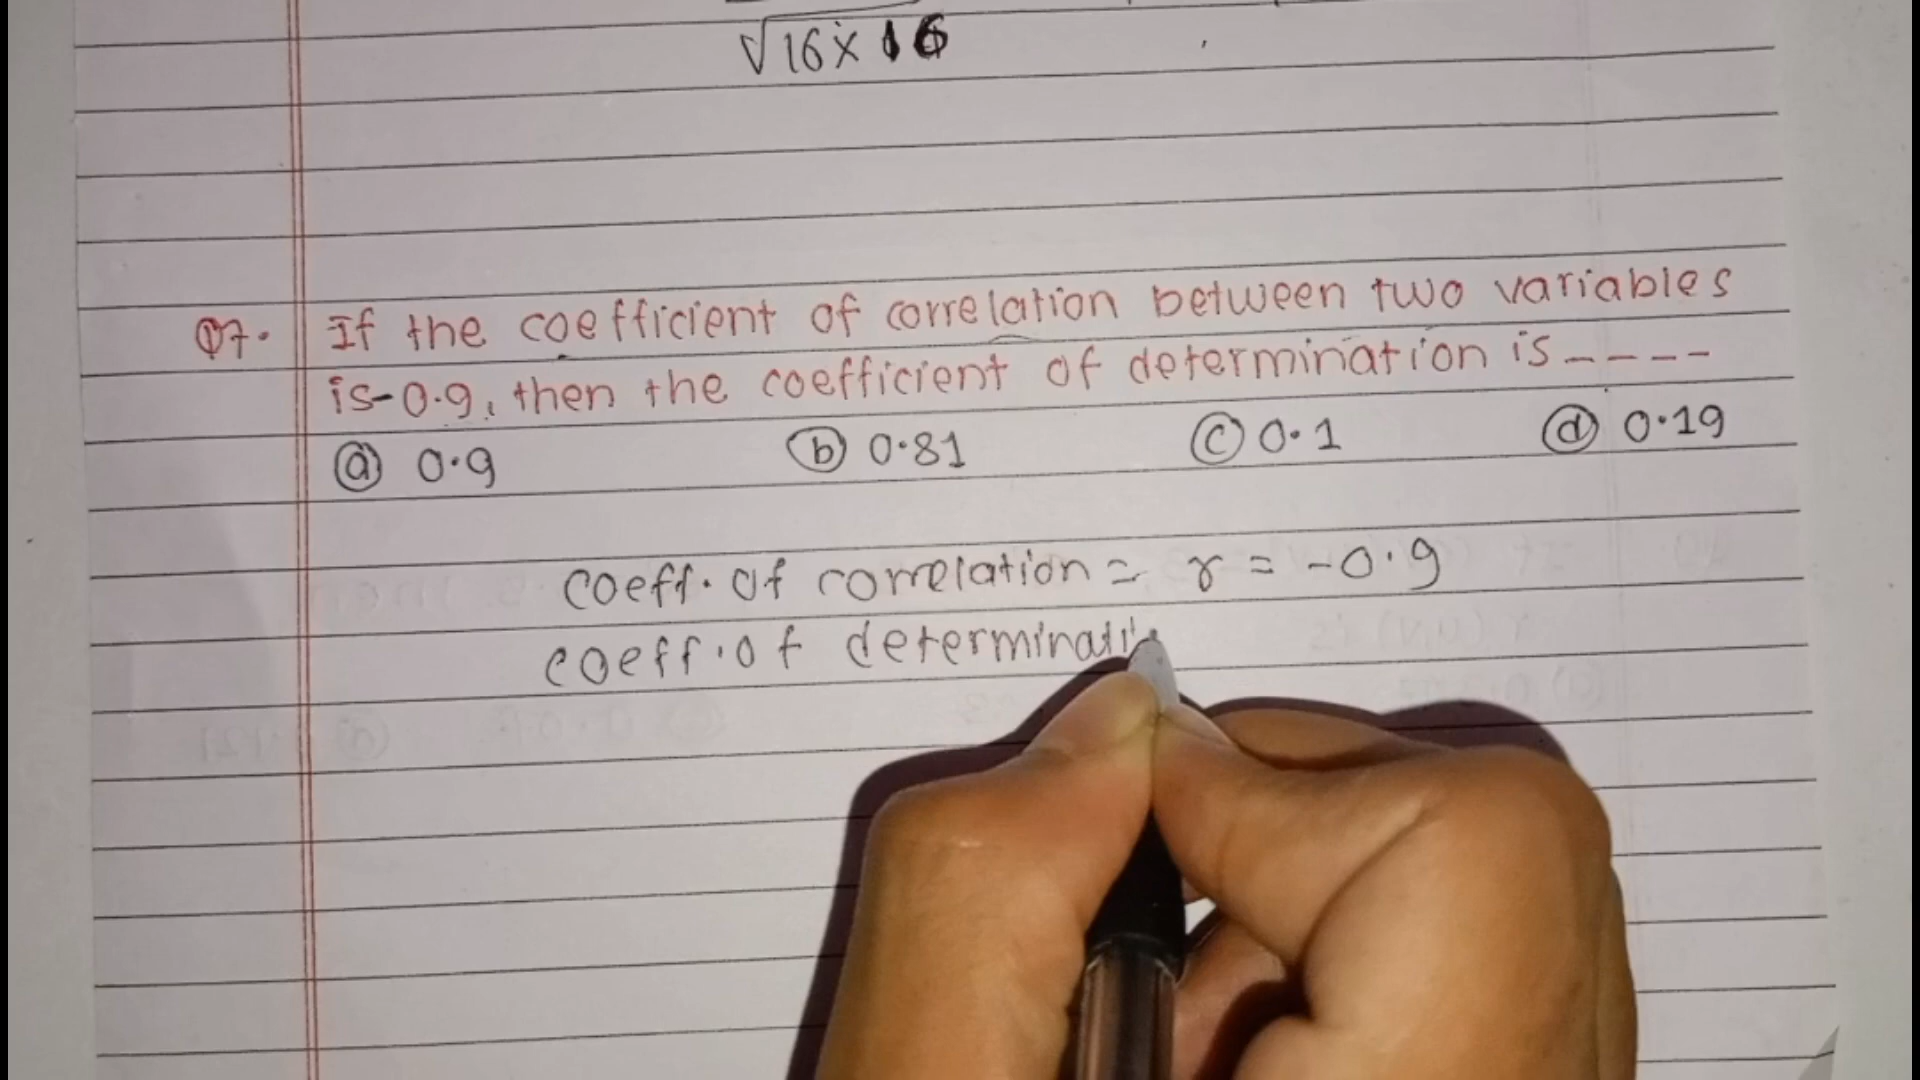 √16 × 16
Q7. If the coefficient of correlation between two variables
is -0.9, then the coefficient of determination is ----
(a) 0.9 (b) 0.81 (c) 0.1 (d) 0.19
coeff. of correlation = r = -0.9
coeff. of determinati